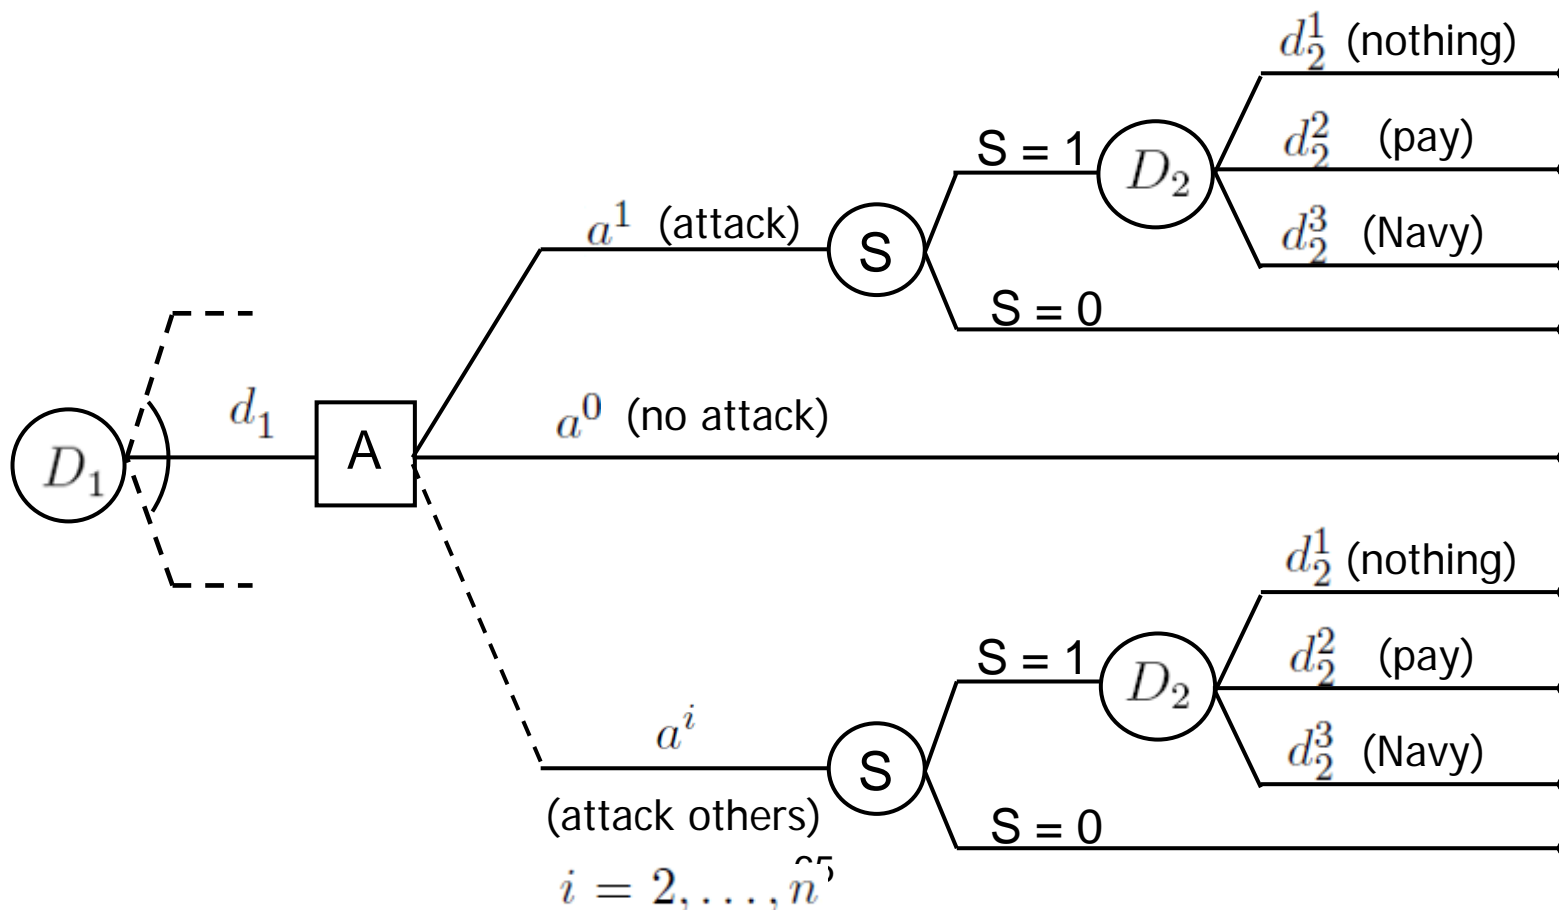 d_2^1 (nothing)
d_2^2 (pay)
S = 1
D_2
d_2^3 (Navy)
a^1 (attack)
S
S = 0
d_1
a^0 (no attack)
D_1
A
d_2^1 (nothing)
d_2^2 (pay)
S = 1
D_2
d_2^3 (Navy)
a^i
S
(attack others)
S = 0
i = 2, . . . , n